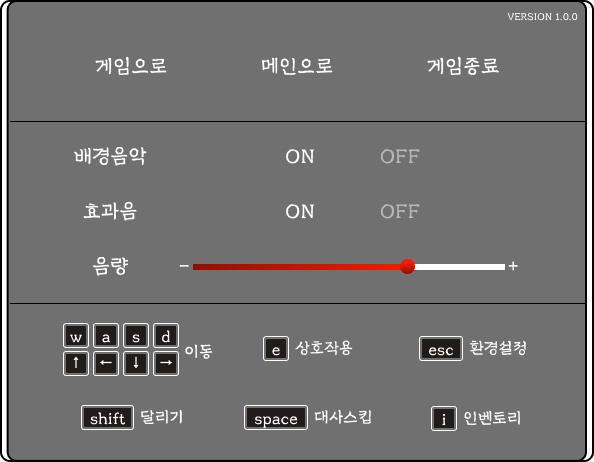 VERSION 1.0.0
게임으로 메인으로 게임종료
배경음악 ON OFF
효과음 ON OFF
음량 − +
w a s d
↑ ← ↓ → 이동
e 상호작용
esc 환경설정
shift 달리기
space 대사스킵
i 인벤토리